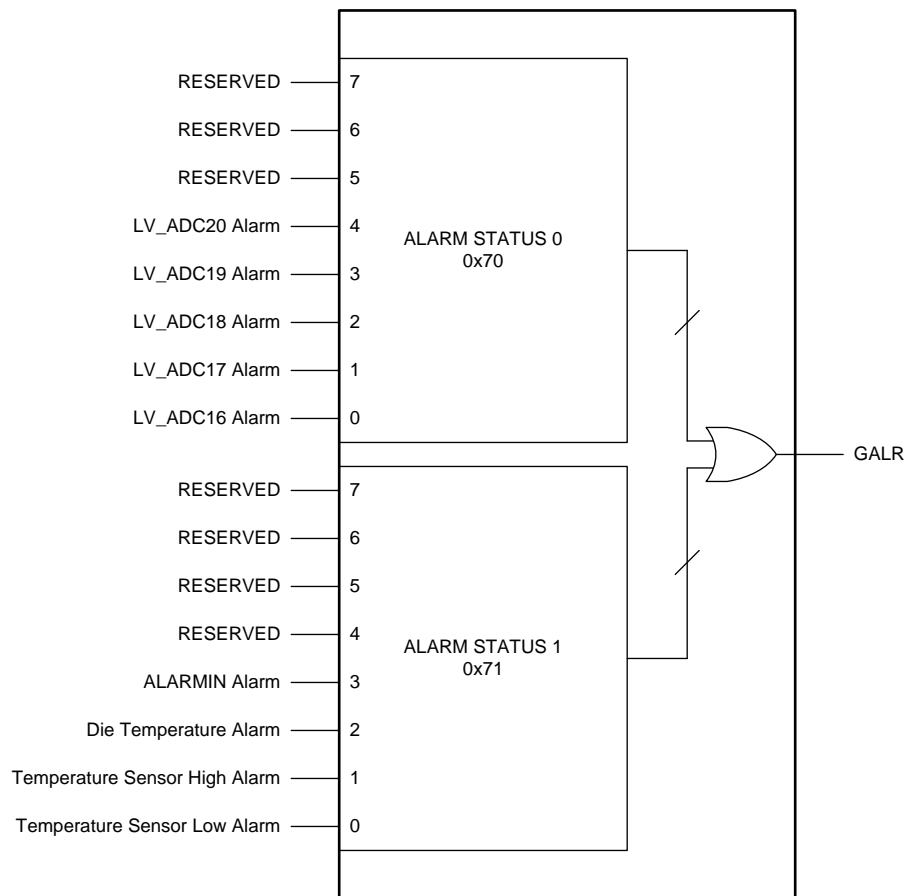 RESERVED 7
RESERVED 6
RESERVED 5
LV_ADC20 Alarm 4
LV_ADC19 Alarm 3
LV_ADC18 Alarm 2
LV_ADC17 Alarm 1
LV_ADC16 Alarm 0
ALARM STATUS 0
0x70
RESERVED 7
RESERVED 6
RESERVED 5
RESERVED 4
ALARMIN Alarm 3
Die Temperature Alarm 2
Temperature Sensor High Alarm 1
Temperature Sensor Low Alarm 0
ALARM STATUS 1
0x71
GALR